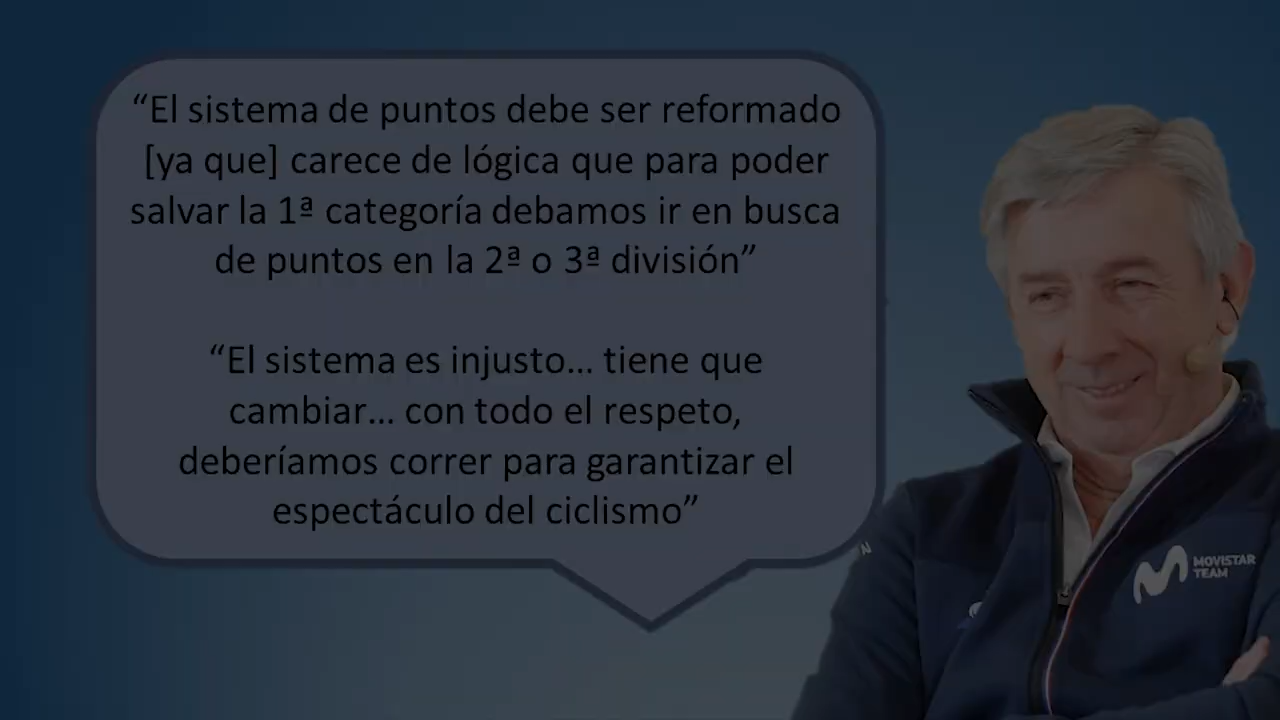 “El sistema de puntos debe ser reformado
[ya que] carece de lógica que para poder
salvar la 1ª categoría debamos ir en busca
de puntos en la 2ª o 3ª división”
“El sistema es injusto... tiene que
cambiar... con todo el respeto,
deberíamos correr para garantizar el
espectáculo del ciclismo”
MOVISTAR
TEAM